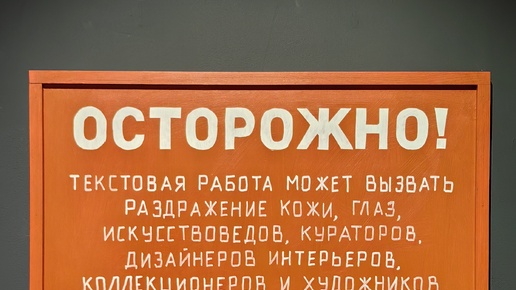 ОСТОРОЖНО!
ТЕКСТОВАЯ РАБОТА МОЖЕТ ВЫЗВАТЬ
РАЗДРАЖЕНИЕ КОЖИ, ГЛАЗ,
ИСКУССТВОВЕДОВ, КУРАТОРОВ,
ДИЗАЙНЕРОВ ИНТЕРЬЕРОВ,
КОЛЛЕКЦИОНЕРОВ И ХУДОЖНИКОВ